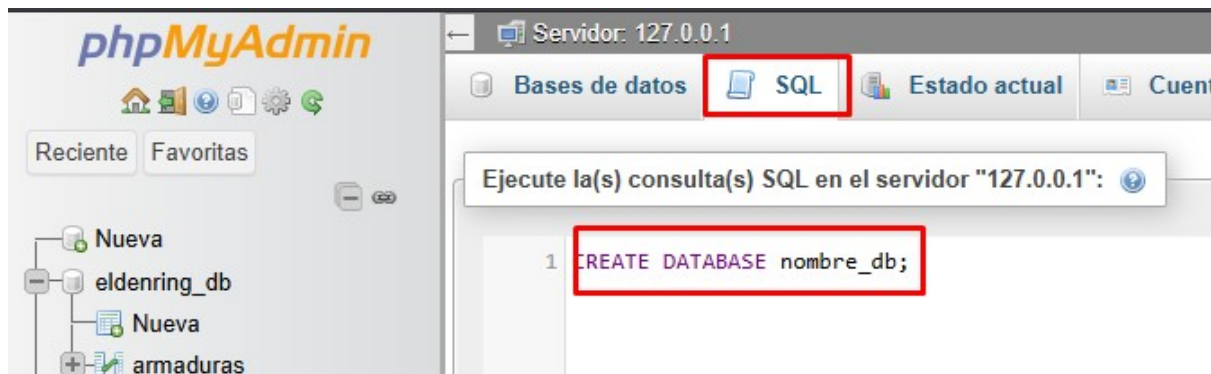 phpMyAdmin
Reciente Favoritas
Nueva
eldenring_db
Nueva
armaduras
Servidor: 127.0.0.1
Bases de datos SQL Estado actual Cuent
Ejecute la(s) consulta(s) SQL en el servidor "127.0.0.1":
1 CREATE DATABASE nombre_db;